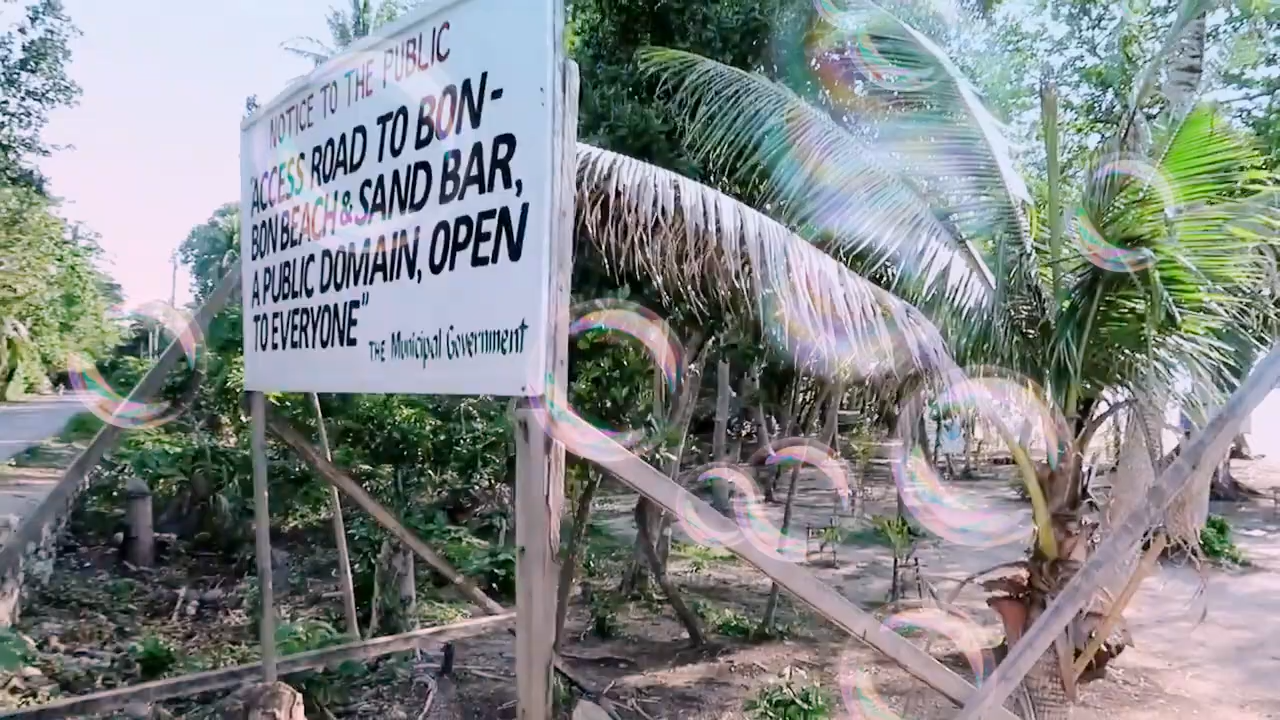 NOTICE TO THE PUBLIC
"ACCESS ROAD TO BON-
BON BEACH & SAND BAR,
A PUBLIC DOMAIN, OPEN
TO EVERYONE"
THE Municipal Government